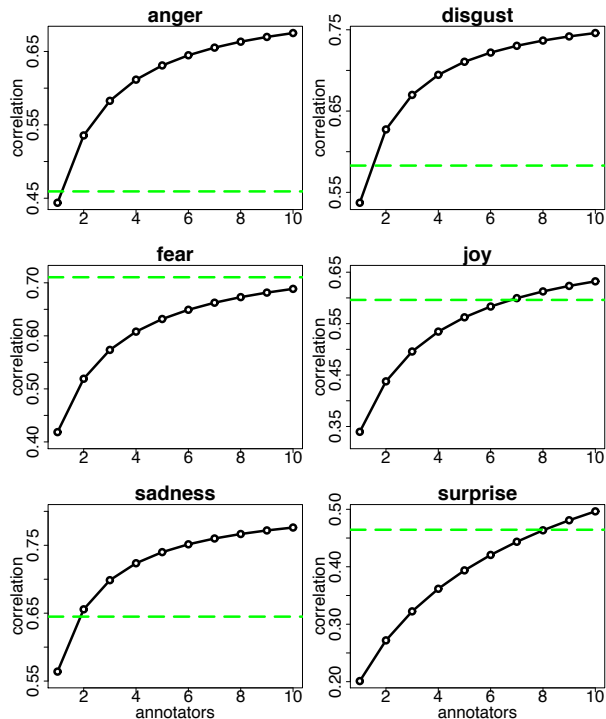 anger
correlation
0.45 0.55 0.65
2 4 6 8 10
disgust
correlation
0.55 0.65 0.75
2 4 6 8 10
fear
correlation
0.40 0.50 0.60 0.70
2 4 6 8 10
joy
correlation
0.35 0.45 0.55 0.65
2 4 6 8 10
sadness
correlation
0.55 0.65 0.75
2 4 6 8 10
annotators
surprise
correlation
0.20 0.30 0.40 0.50
2 4 6 8 10
annotators